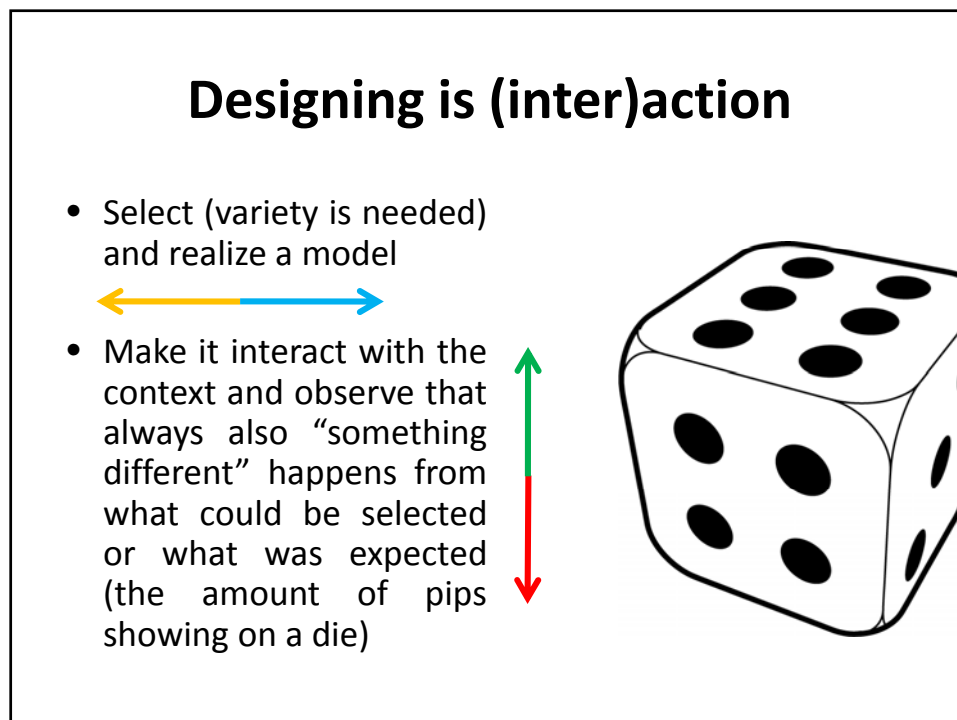 Designing is (inter)action
• Select (variety is needed)
and realize a model
• Make it interact with the
context and observe that
always also “something
different” happens from
what could be selected
or what was expected
(the amount of pips
showing on a die)